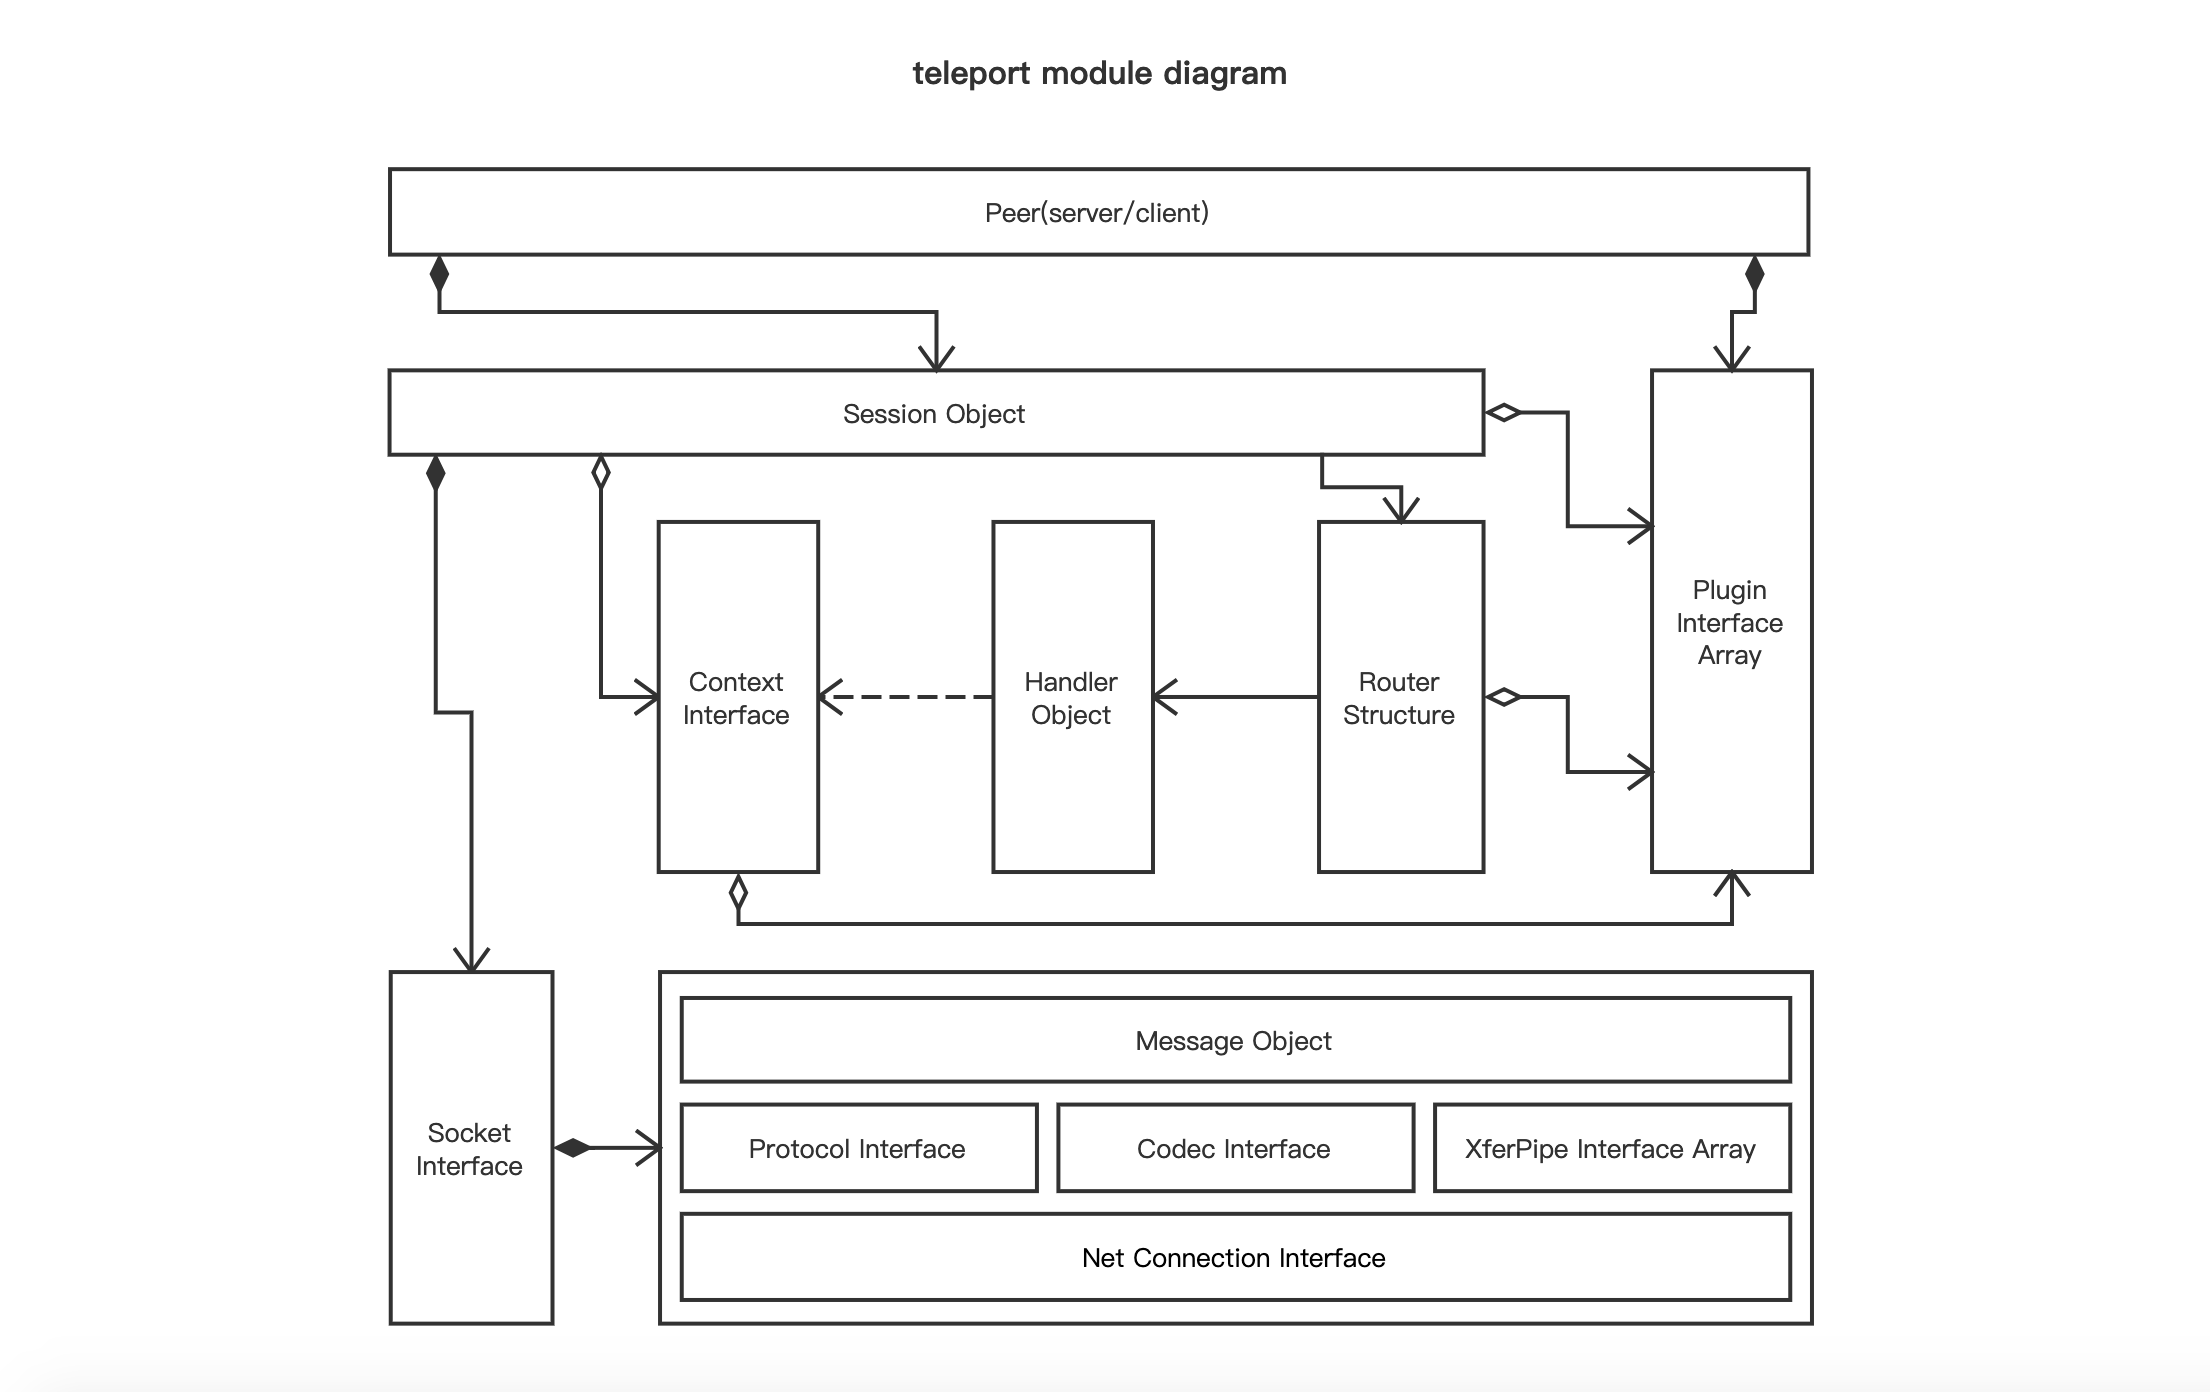 teleport module diagram
Peer(server/client)
Session Object
Plugin
Interface
Array
Context
Interface
Handler
Object
Router
Structure
Socket
Interface
Message Object
Protocol Interface
Codec Interface
XferPipe Interface Array
Net Connection Interface